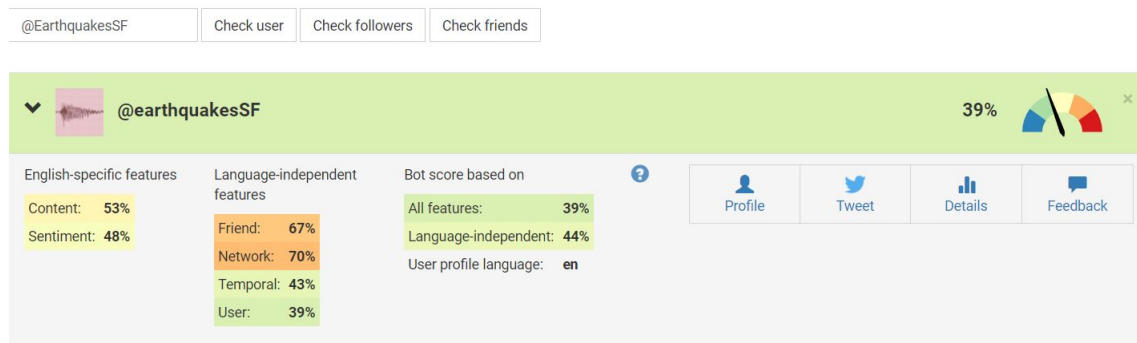 @EarthquakesSF Check user Check followers Check friends
@earthquakesSF 39% ×
English-specific features
Content: 53%
Sentiment: 48%
Language-independent
features
Friend: 67%
Network: 70%
Temporal: 43%
User: 39%
Bot score based on ?
All features: 39%
Language-independent: 44%
User profile language: en
Profile Tweet Details Feedback